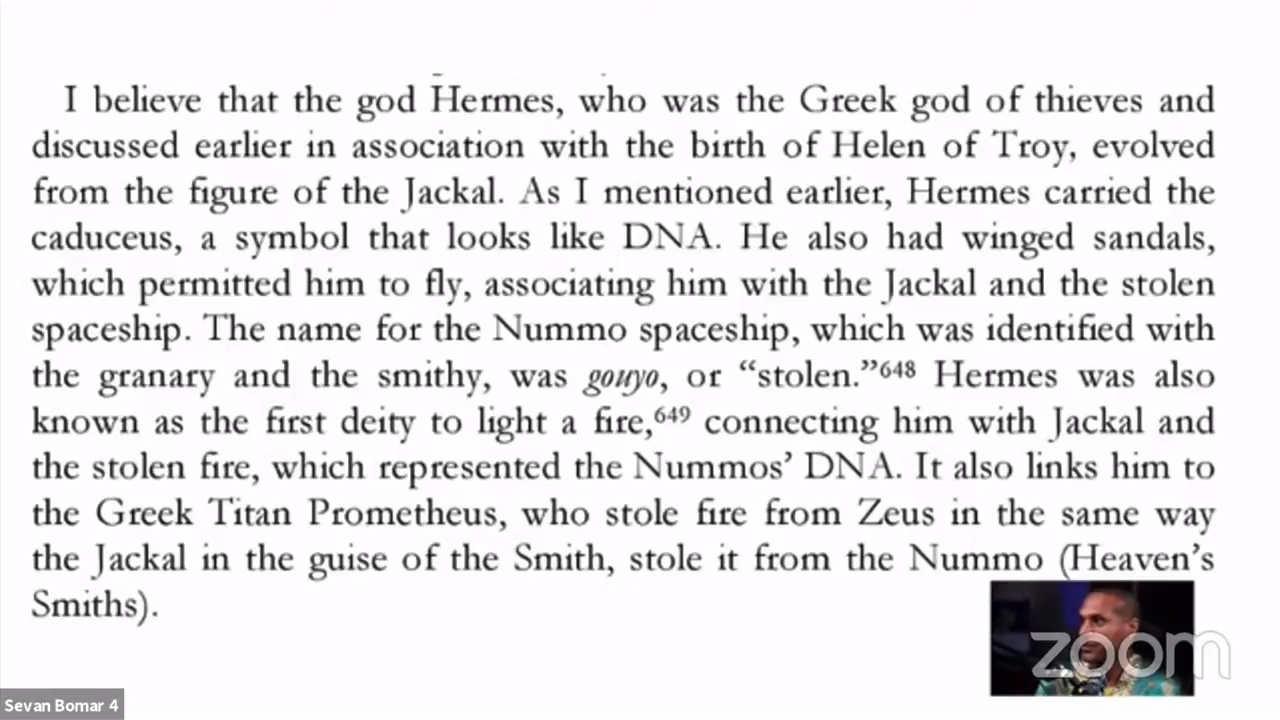 I believe that the god Hermes, who was the Greek god of thieves and
discussed earlier in association with the birth of Helen of Troy, evolved
from the figure of the Jackal. As I mentioned earlier, Hermes carried the
caduceus, a symbol that looks like DNA. He also had winged sandals,
which permitted him to fly, associating him with the Jackal and the stolen
spaceship. The name for the Nummo spaceship, which was identified with
the granary and the smithy, was gouyo, or “stolen.”648 Hermes was also
known as the first deity to light a fire,649 connecting him with Jackal and
the stolen fire, which represented the Nummos’ DNA. It also links him to
the Greek Titan Prometheus, who stole fire from Zeus in the same way
the Jackal in the guise of the Smith, stole it from the Nummo (Heaven’s
Smiths).
zoom
Sevan Bomar 4